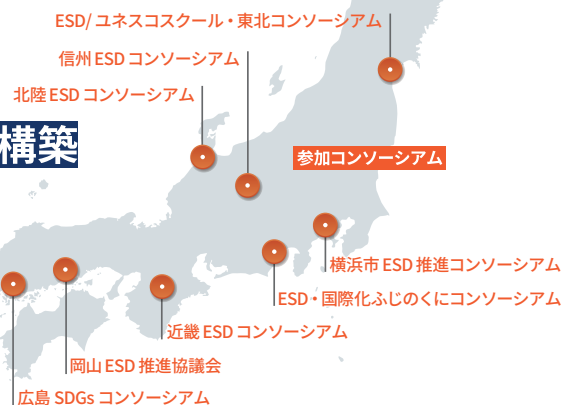 ESD/ ユネスコスクール・東北コンソーシアム
信州 ESD コンソーシアム
北陸 ESD コンソーシアム
構築
参加コンソーシアム
横浜市 ESD 推進コンソーシアム
ESD・国際化ふじのくにコンソーシアム
近畿 ESD コンソーシアム
岡山 ESD 推進協議会
広島 SDGs コンソーシアム